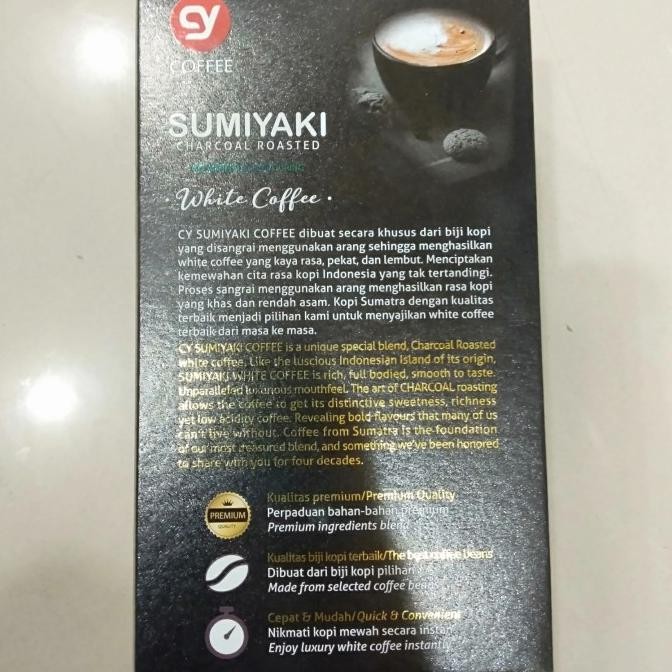 CY
COFFEE
SUMIYAKI
CHARCOAL ROASTED
White Coffee
CY SUMIYAKI COFFEE dibuat secara khusus dari biji kopi
yang disangrai menggunakan arang sehingga menghasilkan
white coffee yang kaya rasa, pekat, dan lembut. Menciptakan
kemewahan cita rasa kopi Indonesia yang tak tertandingi.
Proses sangrai menggunakan arang menghasilkan rasa kopi
yang khas dan rendah asam. Kopi Sumatra dengan kualitas
terbaik menjadi pilihan kami untuk menyajikan white coffee
terbaik dari masa ke masa.
CY SUMIYAKI COFFEE is a unique special blend, Charcoal Roasted
white coffee. Like the luscious Indonesian Island of its origin,
SUMIYAKI WHITE COFFEE is rich, full bodied, smooth to taste.
Unparalleled luxurious mouthfeel. The art of CHARCOAL roasting
allows the coffee to get its distinctive sweetness, richness
yet low acidity coffee. Revealing bold flavours that many of us
can't live without. Coffee from Sumatra is the foundation
of our most treasured blend, and something we've been honored
to share with you for four decades.
PREMIUM
QUALITY
Kualitas premium/Premium Quality
Perpaduan bahan-bahan premium
Premium ingredients blend
Kualitas biji kopi terbaik/The best coffee beans
Dibuat dari biji kopi pilihan
Made from selected coffee beans
Cepat & Mudah/Quick & Convenient
Nikmati kopi mewah secara instan
Enjoy luxury white coffee instantly